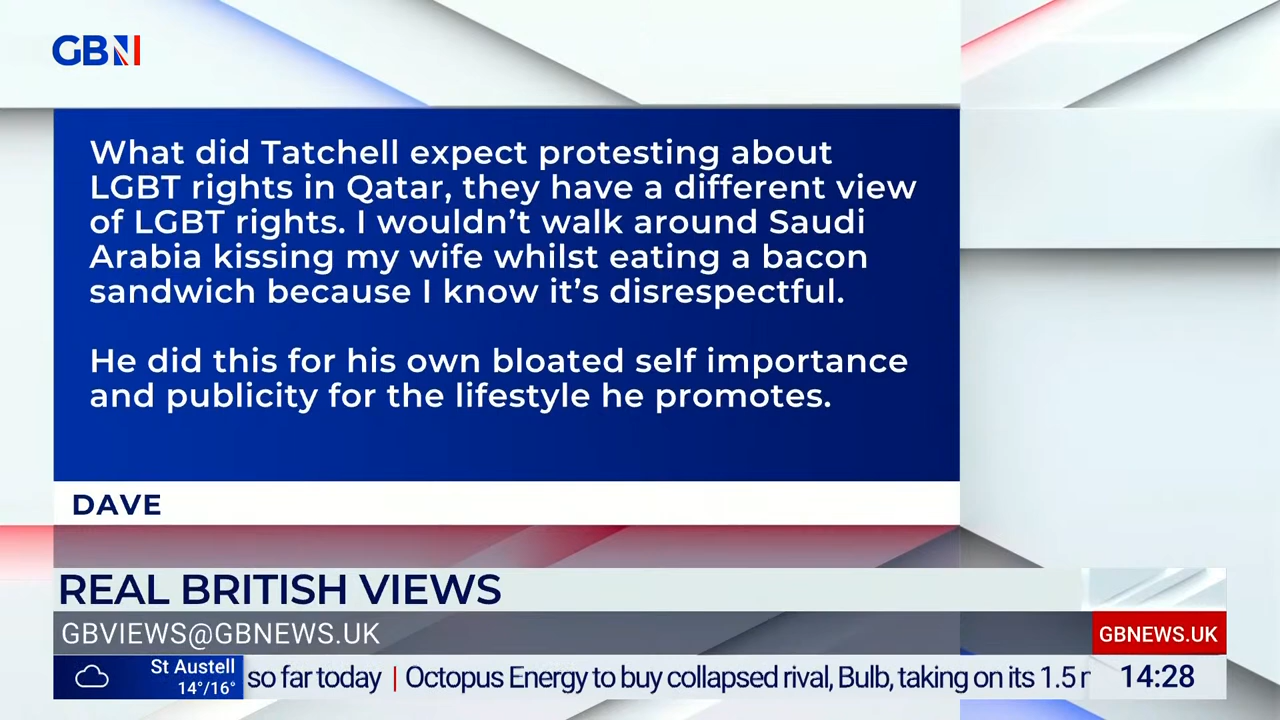 GBN
What did Tatchell expect protesting about
LGBT rights in Qatar, they have a different view
of LGBT rights. I wouldn't walk around Saudi
Arabia kissing my wife whilst eating a bacon
sandwich because I know it's disrespectful.
He did this for his own bloated self importance
and publicity for the lifestyle he promotes.
DAVE
REAL BRITISH VIEWS
GBVIEWS@GBNEWS.UK
GBNEWS.UK
St Austell
14°/16°
so far today | Octopus Energy to buy collapsed rival, Bulb, taking on its 1.5
14:28